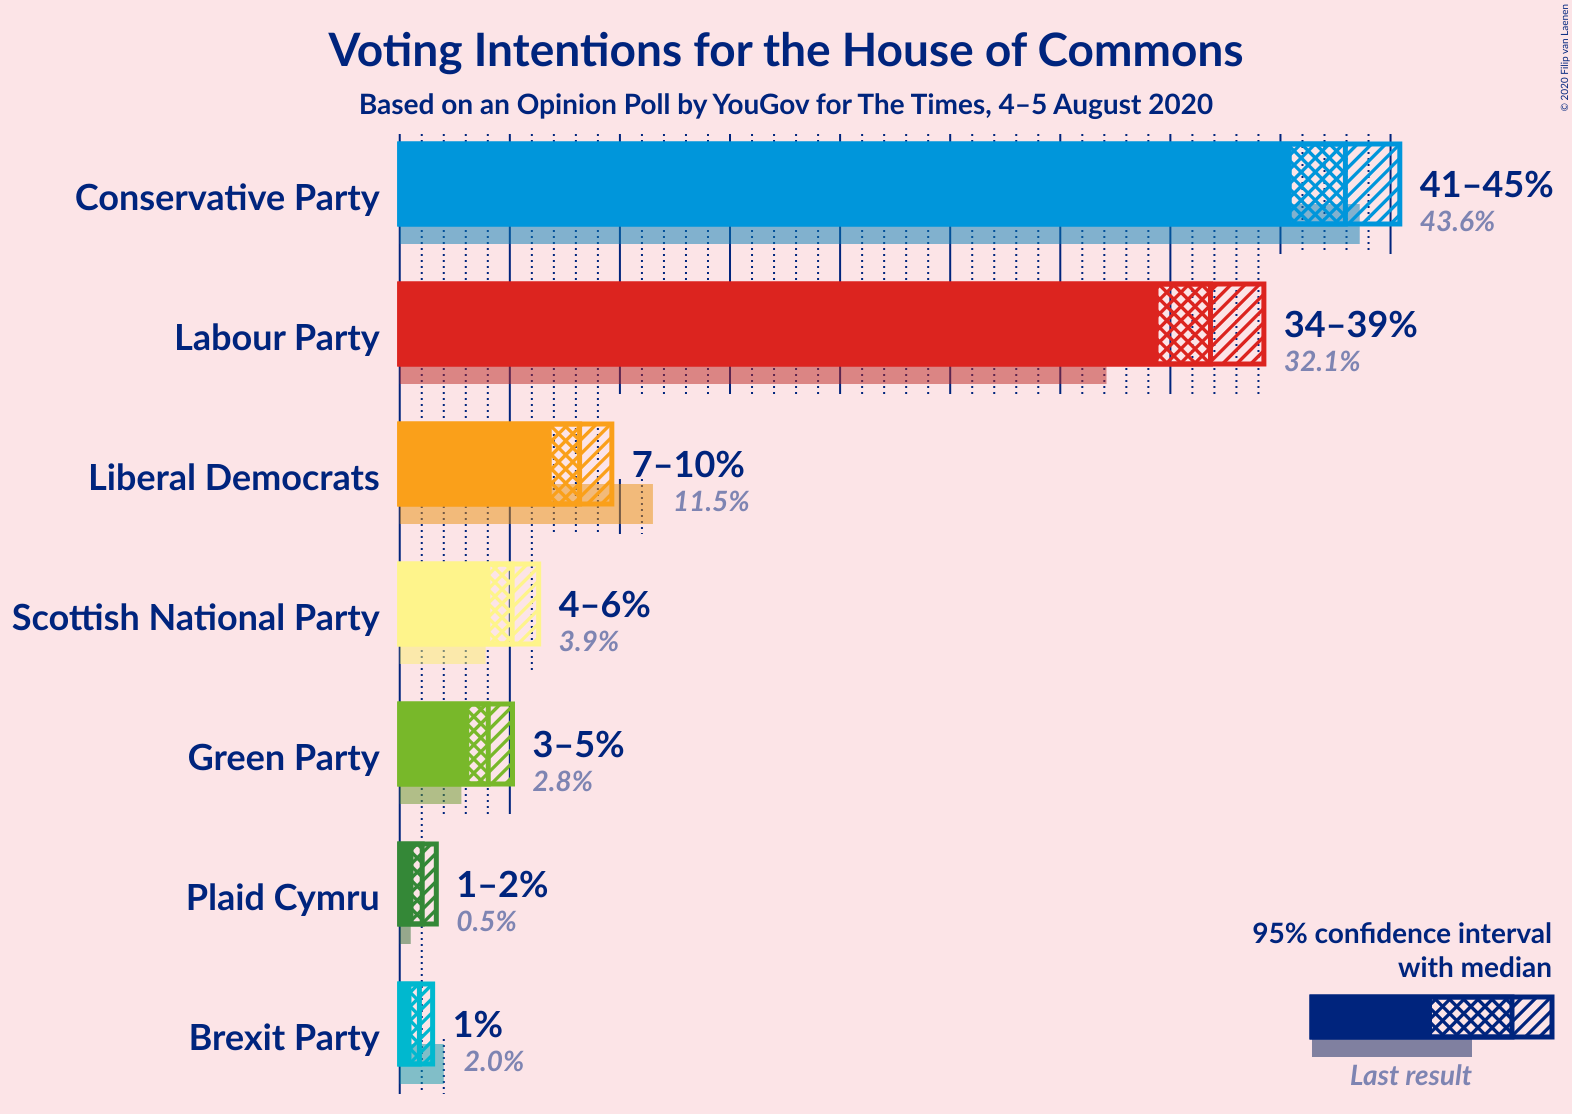 Voting Intentions for the House of Commons
Based on an Opinion Poll by YouGov for The Times, 4–5 August 2020
© 2020 Filip van Laenen
Conservative Party
41–45%
43.6%
Labour Party
34–39%
32.1%
Liberal Democrats
7–10%
11.5%
Scottish National Party
4–6%
3.9%
Green Party
3–5%
2.8%
Plaid Cymru
1–2%
0.5%
Brexit Party
1%
2.0%
95% confidence interval
with median
Last result